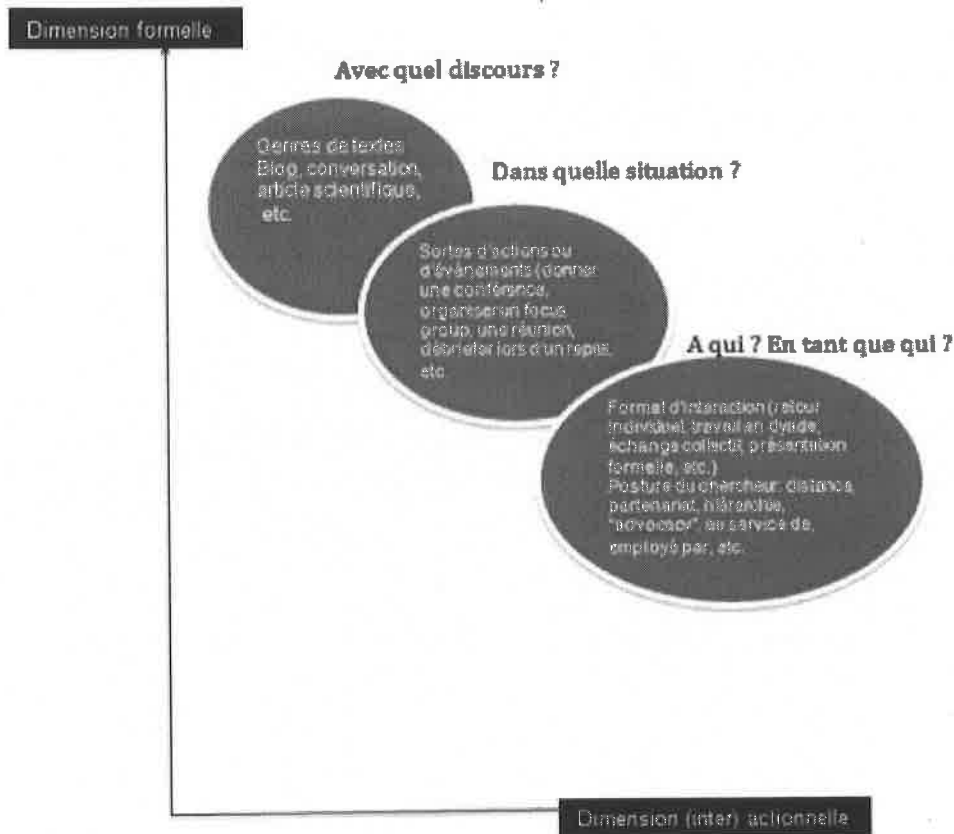 Dimension formelle
Avec quel discours ?
Genres de textes
Blog, conversation,
article scientifique,
etc.
Dans quelle situation ?
Sortes d'actions ou
d'évènements (donner
une conférence,
organiser un focus
group, une réunion,
débriefer lors d'un repas,
etc.
A qui ? En tant que qui ?
Format d'interaction (retour
individuel, travail en dyade,
échange collectif, présentation
formelle, etc.)
Posture du chercheur: distance,
partenariat, hiérarchie,
au service de,
employé par, etc.
Dimension (inter) actionnelle